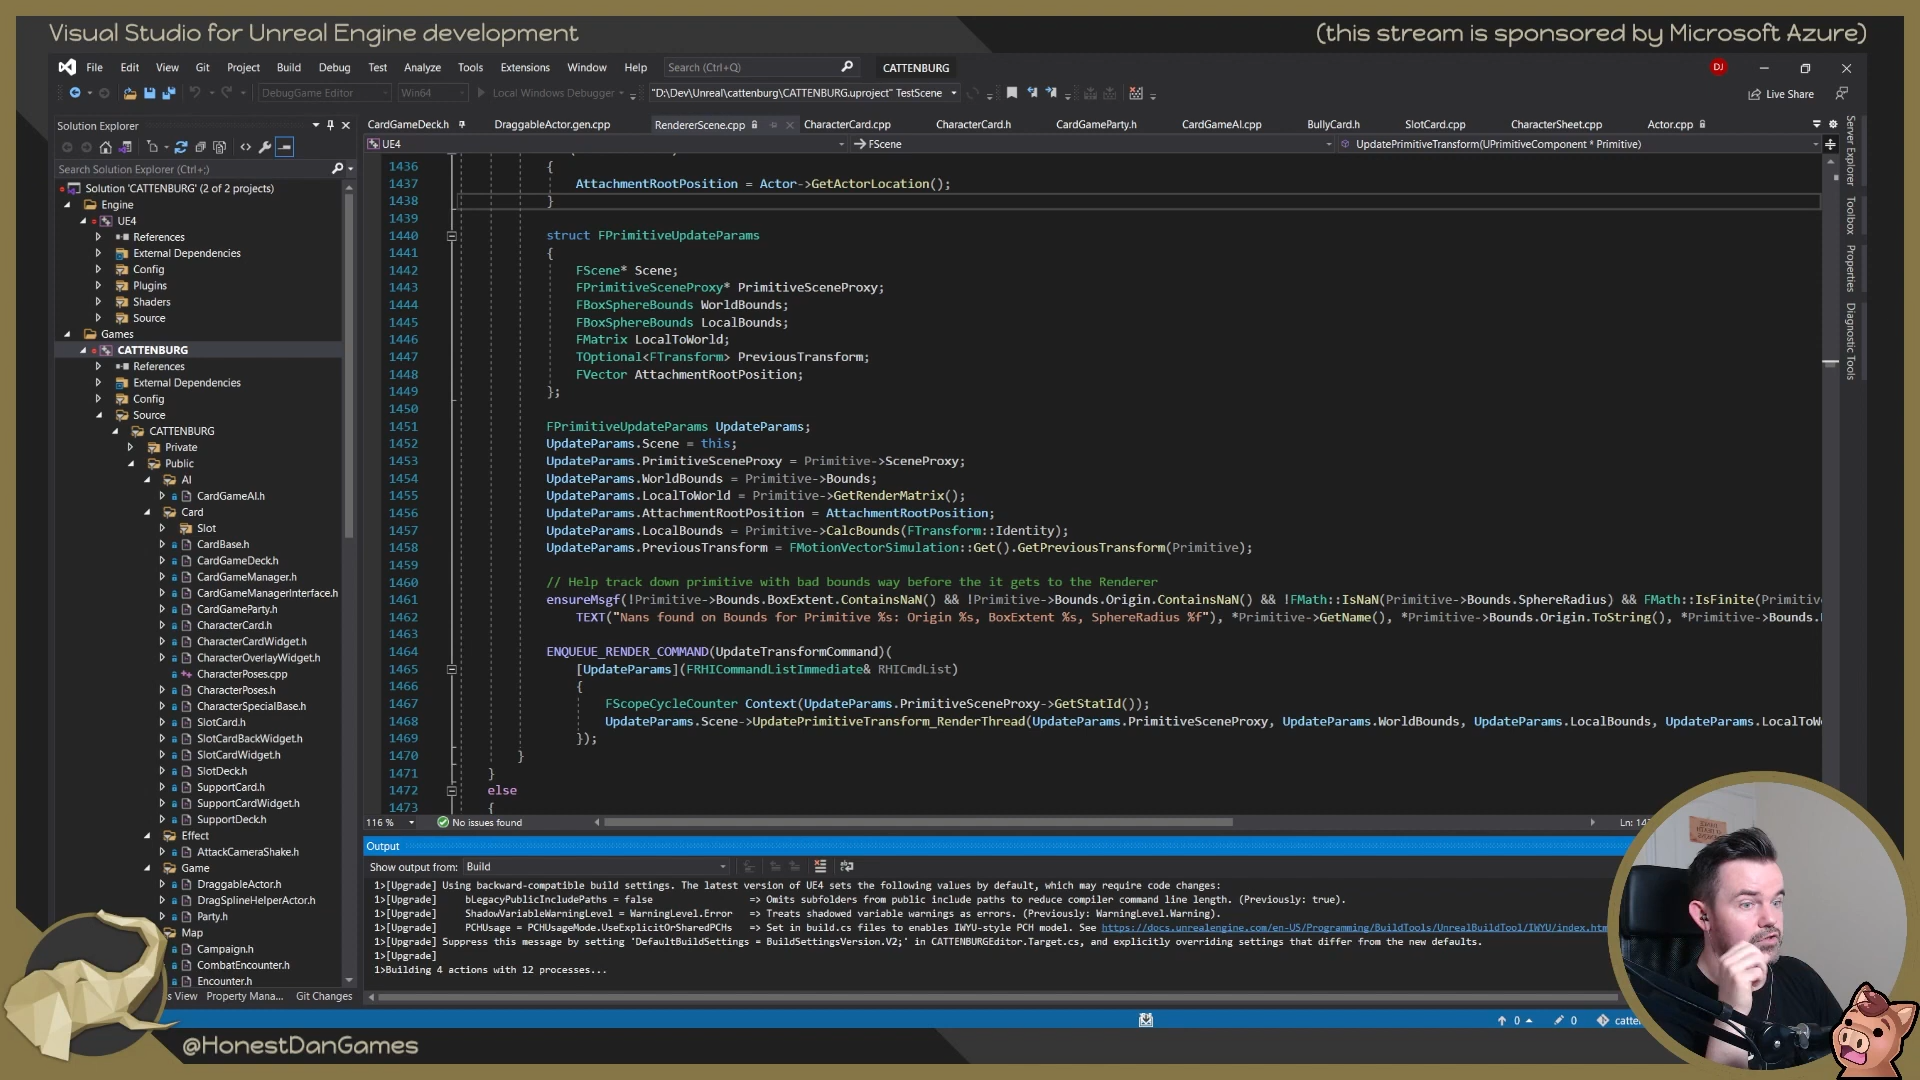 Visual Studio for Unreal Engine development
(this stream is sponsored by Microsoft Azure)
File Edit View Git Project Build Debug Test Analyze Tools Extensions Window Help Search (Ctrl+Q) CATTENBURG DJ
DebugGame Editor Win64 Local Windows Debugger "D:\Dev\Unreal\cattenburg\CATTENBURG.uproject" TestScene Live Share
Solution Explorer
Search Solution Explorer (Ctrl+;)
Solution 'CATTENBURG' (2 of 2 projects)
Engine
UE4
References
External Dependencies
Config
Plugins
Shaders
Source
Games
CATTENBURG
References
External Dependencies
Config
Source
CATTENBURG
Private
Public
AI
CardGameAI.h
Card
Slot
CardBase.h
CardGameDeck.h
CardGameManager.h
CardGameManagerInterface.h
CardGameParty.h
CharacterCard.h
CharacterCardWidget.h
CharacterOverlayWidget.h
CharacterPoses.cpp
CharacterPoses.h
CharacterSpecialBase.h
SlotCard.h
SlotCardBackWidget.h
SlotCardWidget.h
SlotDeck.h
SupportCard.h
SupportCardWidget.h
SupportDeck.h
Effect
AttackCameraShake.h
Game
DraggableActor.h
DragSplineHelperActor.h
Party.h
Map
Campaign.h
CombatEncounter.h
Encounter.h
s View Property Mana... Git Changes
CardGameDeck.h DraggableActor.gen.cpp RendererScene.cpp CharacterCard.cpp CharacterCard.h CardGameParty.h CardGameAI.cpp BullyCard.h SlotCard.cpp CharacterSheet.cpp Actor.cpp
UE4 FScene UpdatePrimitiveTransform(UPrimitiveComponent * Primitive)
1436 {
1437 AttachmentRootPosition = Actor->GetActorLocation();
1438 }
1439
1440 struct FPrimitiveUpdateParams
1441 {
1442 FScene* Scene;
1443 FPrimitiveSceneProxy* PrimitiveSceneProxy;
1444 FBoxSphereBounds WorldBounds;
1445 FBoxSphereBounds LocalBounds;
1446 FMatrix LocalToWorld;
1447 TOptional<FTransform> PreviousTransform;
1448 FVector AttachmentRootPosition;
1449 };
1450
1451 FPrimitiveUpdateParams UpdateParams;
1452 UpdateParams.Scene = this;
1453 UpdateParams.PrimitiveSceneProxy = Primitive->SceneProxy;
1454 UpdateParams.WorldBounds = Primitive->Bounds;
1455 UpdateParams.LocalToWorld = Primitive->GetRenderMatrix();
1456 UpdateParams.AttachmentRootPosition = AttachmentRootPosition;
1457 UpdateParams.LocalBounds = Primitive->CalcBounds(FTransform::Identity);
1458 UpdateParams.PreviousTransform = FMotionVectorSimulation::Get().GetPreviousTransform(Primitive);
1459
1460 // Help track down primitive with bad bounds way before the it gets to the Renderer
1461 ensureMsgf(!Primitive->Bounds.BoxExtent.ContainsNaN() && !Primitive->Bounds.Origin.ContainsNaN() && !FMath::IsNaN(Primitive->Bounds.SphereRadius) && FMath::IsFinite(Primitiv
1462 TEXT("Nans found on Bounds for Primitive %s: Origin %s, BoxExtent %s, SphereRadius %f"), *Primitive->GetName(), *Primitive->Bounds.Origin.ToString(), *Primitive->Bounds.
1463
1464 ENQUEUE_RENDER_COMMAND(UpdateTransformCommand)(
1465 [UpdateParams](FRHICommandListImmediate& RHICmdList)
1466 {
1467 FScopeCycleCounter Context(UpdateParams.PrimitiveSceneProxy->GetStatId());
1468 UpdateParams.Scene->UpdatePrimitiveTransform_RenderThread(UpdateParams.PrimitiveSceneProxy, UpdateParams.WorldBounds, UpdateParams.LocalBounds, UpdateParams.LocalToW
1469 });
1470 }
1471 }
1472 else
1473 {
116 % No issues found Ln: 14
Server Explorer
Toolbox
Properties
Diagnostic Tools
Output
Show output from: Build
1>[Upgrade] Using backward-compatible build settings. The latest version of UE4 sets the following values by default, which may require code changes:
1>[Upgrade] bLegacyPublicIncludePaths = false => Omits subfolders from public include paths to reduce compiler command line length. (Previously: true).
1>[Upgrade] ShadowVariableWarningLevel = WarningLevel.Error => Treats shadowed variable warnings as errors. (Previously: WarningLevel.Warning).
1>[Upgrade] PCHUsage = PCHUsageMode.UseExplicitOrSharedPCHs => Set in build.cs files to enables IWYU-style PCH model. See https://docs.unrealengine.com/en-US/Programming/BuildTools/UnrealBuildTool/IWYU/index.htm
1>[Upgrade] Suppress this message by setting 'DefaultBuildSettings = BuildSettingsVersion.V2;' in CATTENBURGEditor.Target.cs, and explicitly overriding settings that differ from the new defaults.
1>[Upgrade]
1>Building 4 actions with 12 processes...
0 0 catte
@HonestDanGames